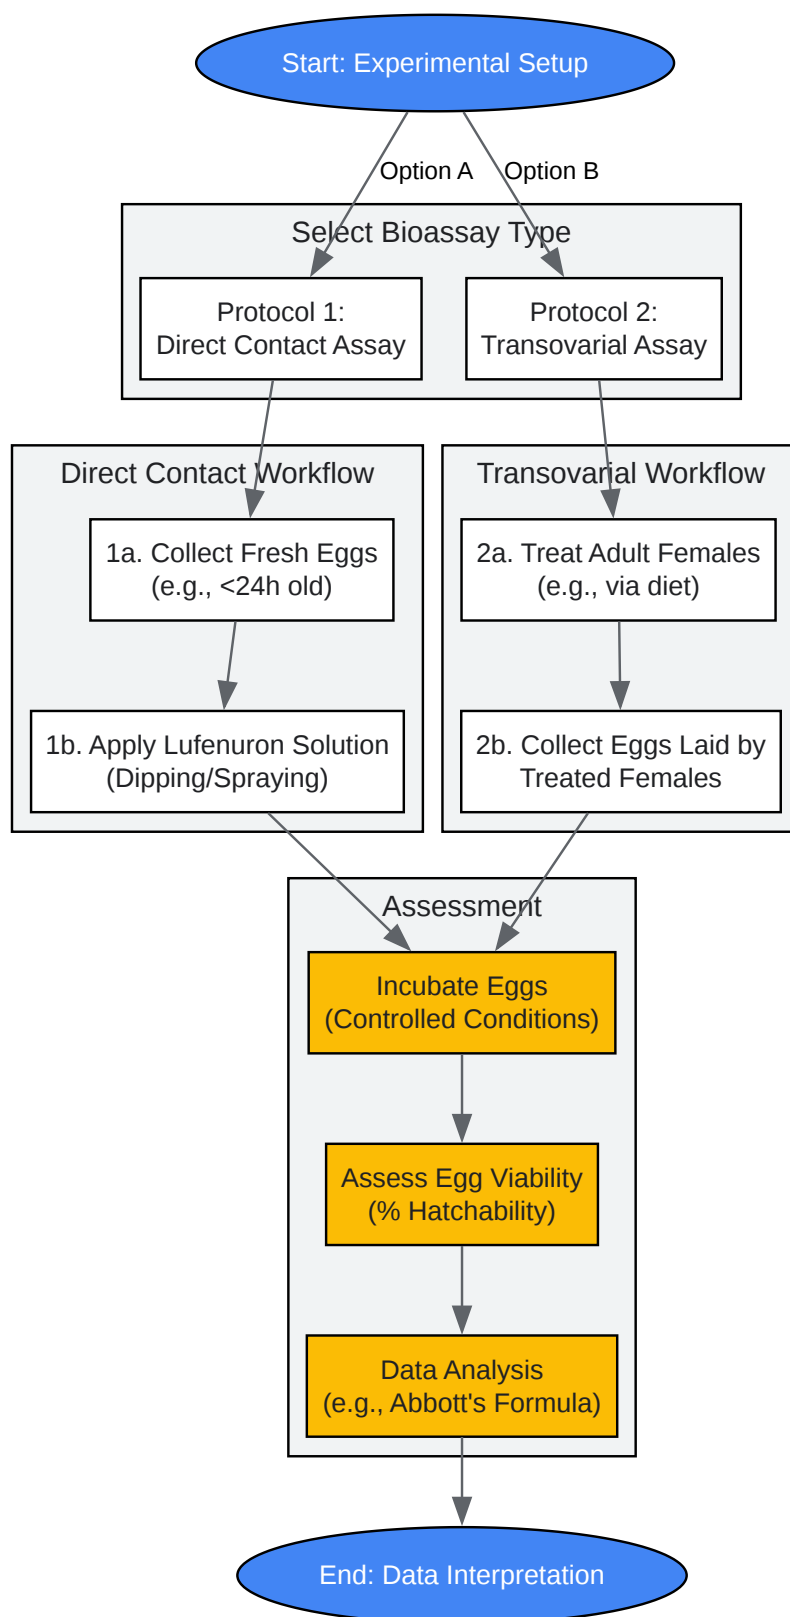 Start: Experimental Setup
Option A
Option B
Select Bioassay Type
Protocol 1:
Direct Contact Assay
Protocol 2:
Transovarial Assay
Direct Contact Workflow
1a. Collect Fresh Eggs
(e.g., <24h old)
1b. Apply Lufenuron Solution
(Dipping/Spraying)
Transovarial Workflow
2a. Treat Adult Females
(e.g., via diet)
2b. Collect Eggs Laid by
Treated Females
Assessment
Incubate Eggs
(Controlled Conditions)
Assess Egg Viability
(% Hatchability)
Data Analysis
(e.g., Abbott's Formula)
End: Data Interpretation